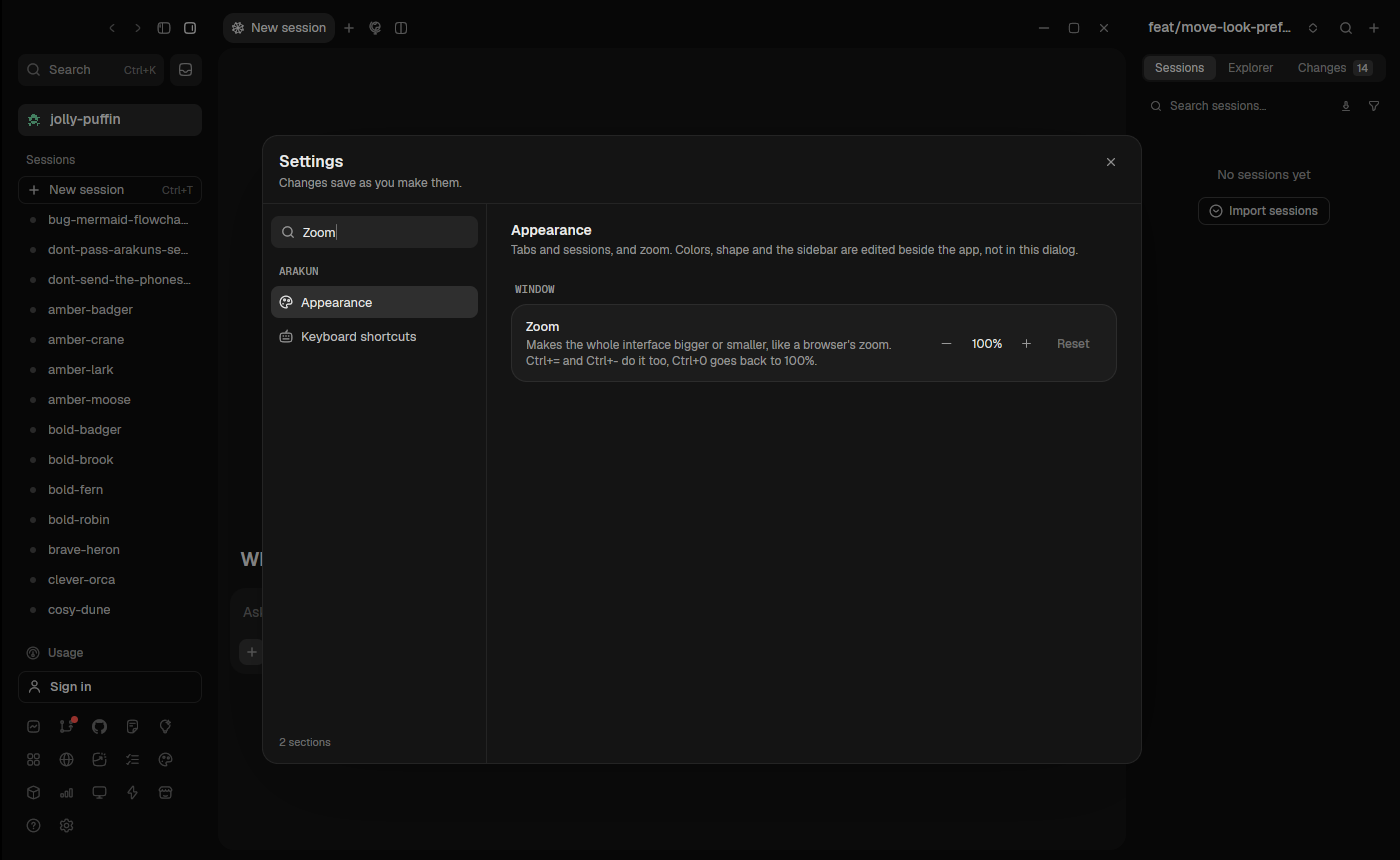 New session
feat/move-look-pref…
Search
Ctrl+K
Sessions
Explorer
Changes
14
Search sessions…
jolly-puffin
Sessions
New session
Ctrl+T
bug-mermaid-flowcha…
dont-pass-arakuns-se…
dont-send-the-phones…
amber-badger
amber-crane
amber-lark
amber-moose
bold-badger
bold-brook
bold-fern
bold-robin
brave-heron
clever-orca
cosy-dune
Usage
Sign in
Settings
Changes save as you make them.
Zoom
ARAKUN
Appearance
Keyboard shortcuts
2 sections
Appearance
Tabs and sessions, and zoom. Colors, shape and the sidebar are edited beside the app, not in this dialog.
WINDOW
Zoom
Makes the whole interface bigger or smaller, like a browser's zoom.
Ctrl+= and Ctrl+- do it too, Ctrl+0 goes back to 100%.
100%
Reset
No sessions yet
Import sessions